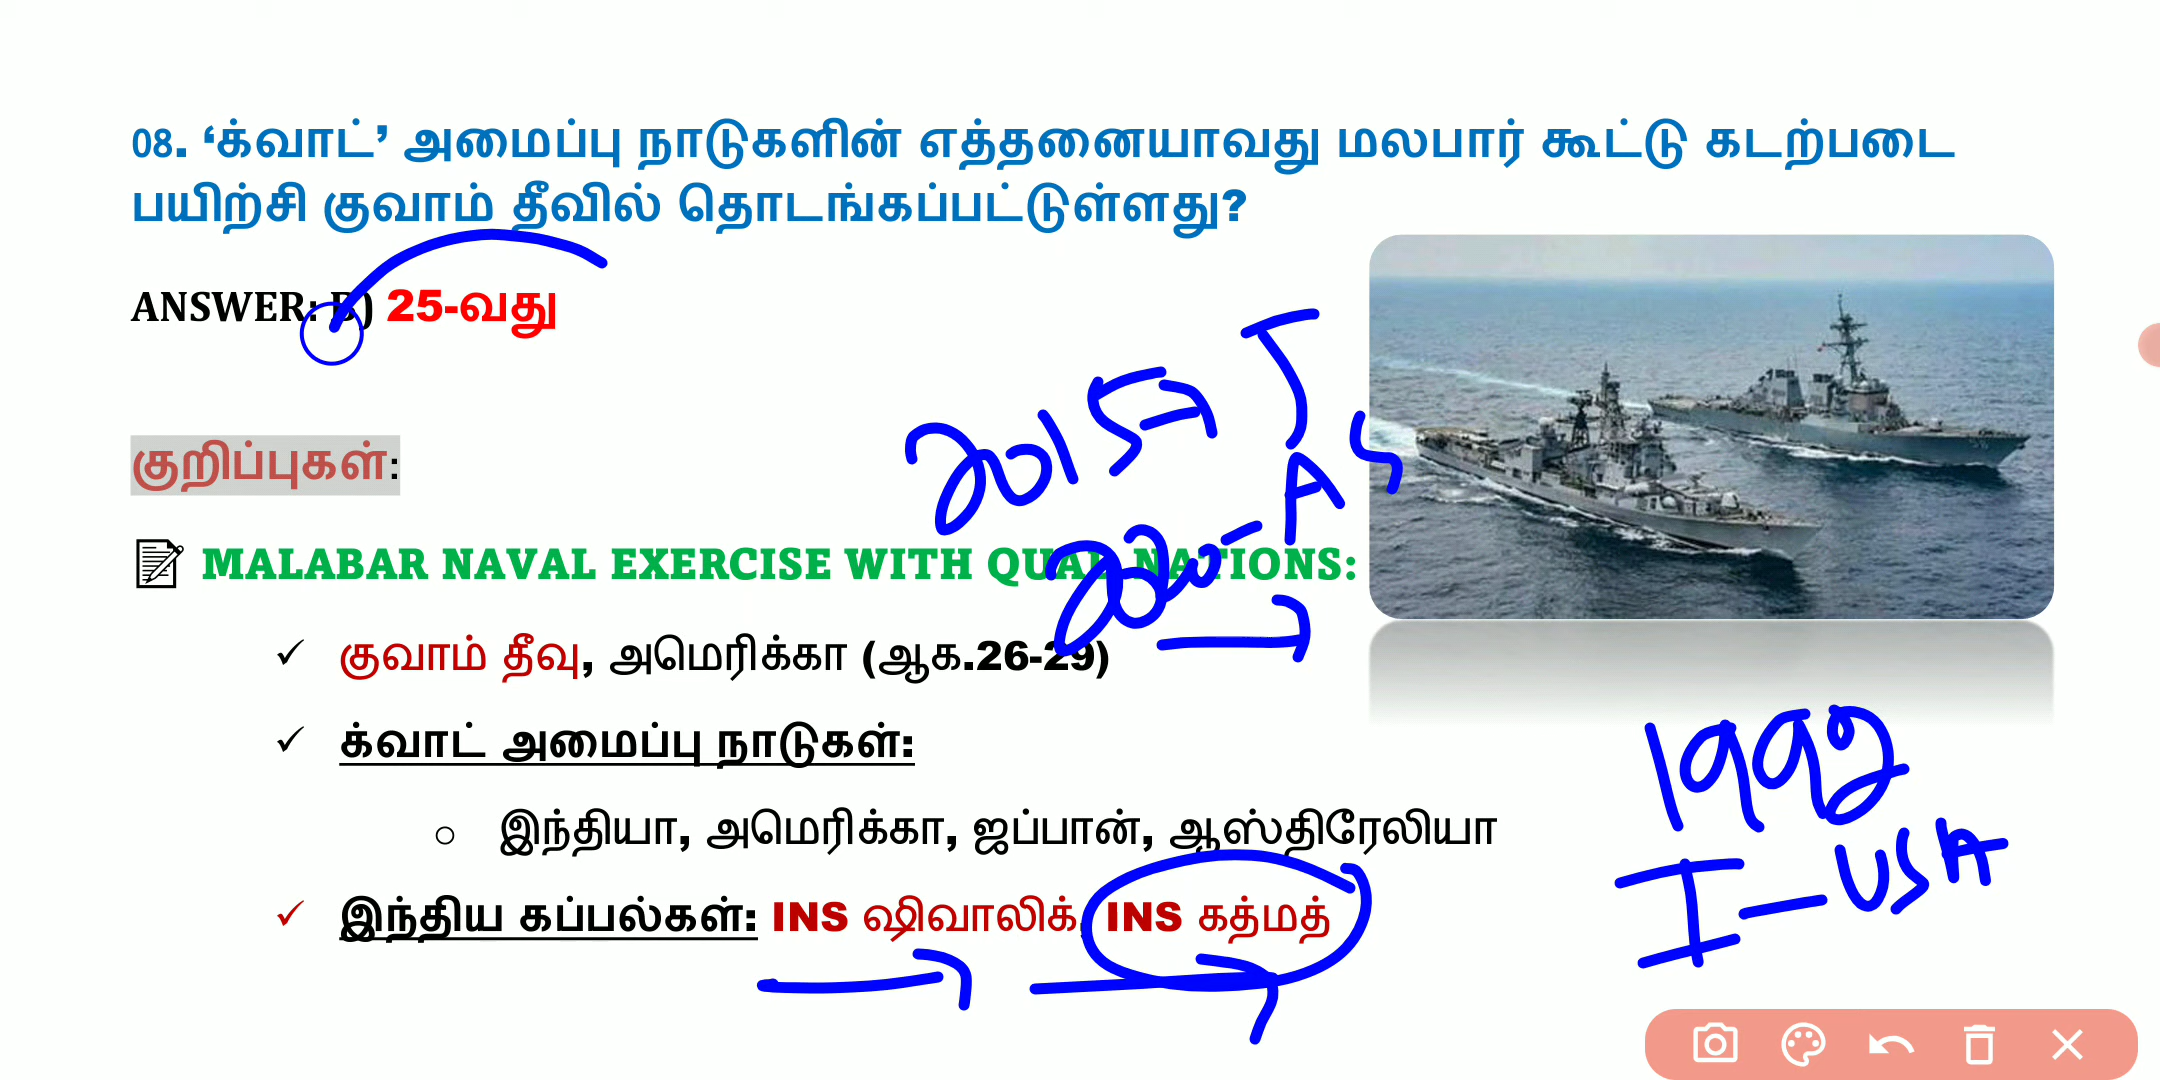 08. ‘க்வாட்’ அமைப்பு நாடுகளின் எத்தனையாவது மலபார் கூட்டு கடற்படை
பயிற்சி குவாம் தீவில் தொடங்கப்பட்டுள்ளது?
ANSWER: B) 25-வது
2015 → J
குறிப்புகள்:
2020 - AS
MALABAR NAVAL EXERCISE WITH QUAD NATIONS:
குவாம் தீவு, அமெரிக்கா (ஆக.26-29)
க்வாட் அமைப்பு நாடுகள்:
1992
இந்தியா, அமெரிக்கா, ஜப்பான், ஆஸ்திரேலியா
I - USA
இந்திய கப்பல்கள்: INS ஷிவாலிக், INS கத்மத்